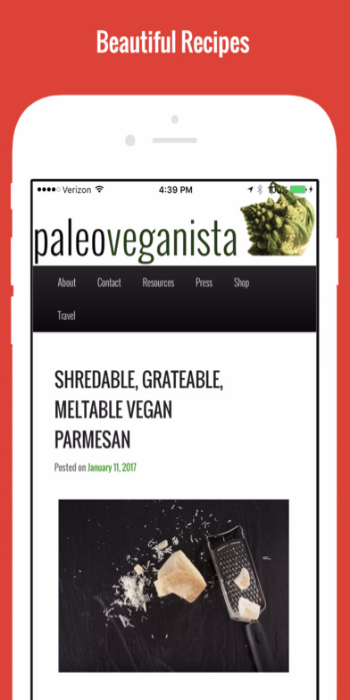 Beautiful Recipes
Verizon 4:39 PM 100%
paleoveganista
About Contact Resources Press Shop
Travel
SHREDABLE, GRATEABLE,
MELTABLE VEGAN
PARMESAN
Posted on January 11, 2017